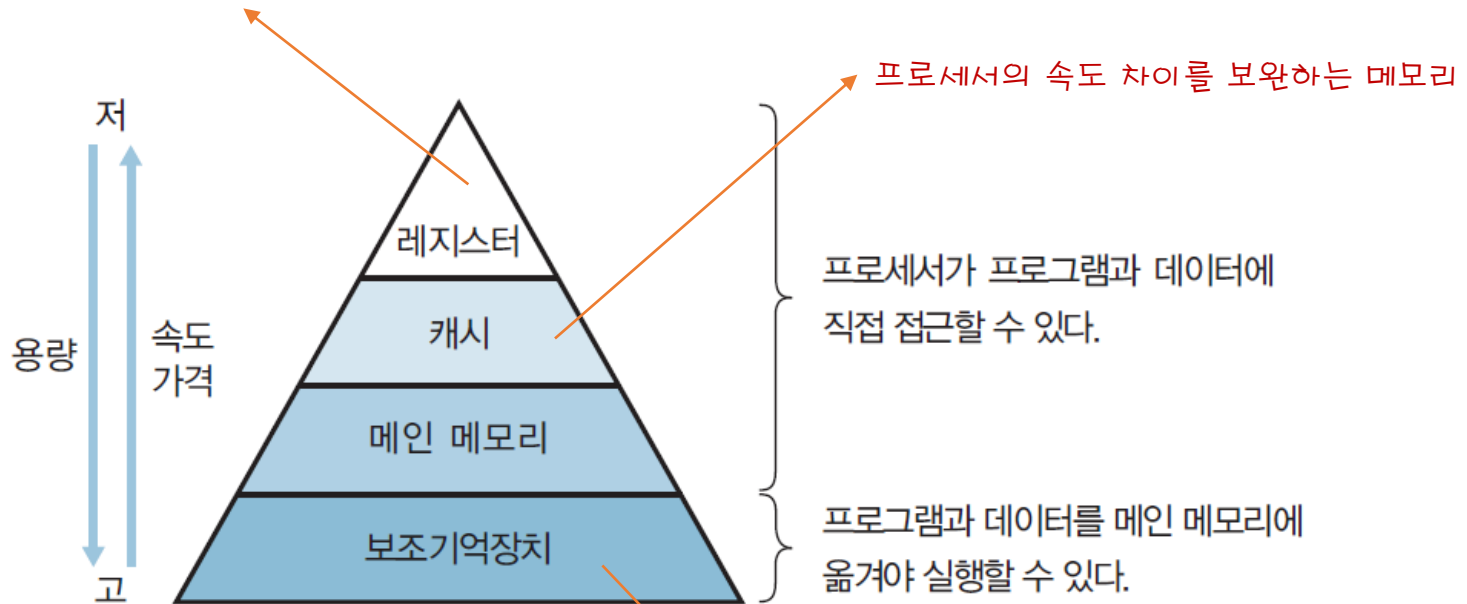 프로세서의 속도 차이를 보완하는 메모리
저
레지스터
프로세서가 프로그램과 데이터에
직접 접근할 수 있다.
캐시
용량
속도
가격
메인 메모리
프로그램과 데이터를 메인 메모리에
옮겨야 실행할 수 있다.
보조기억장치
고